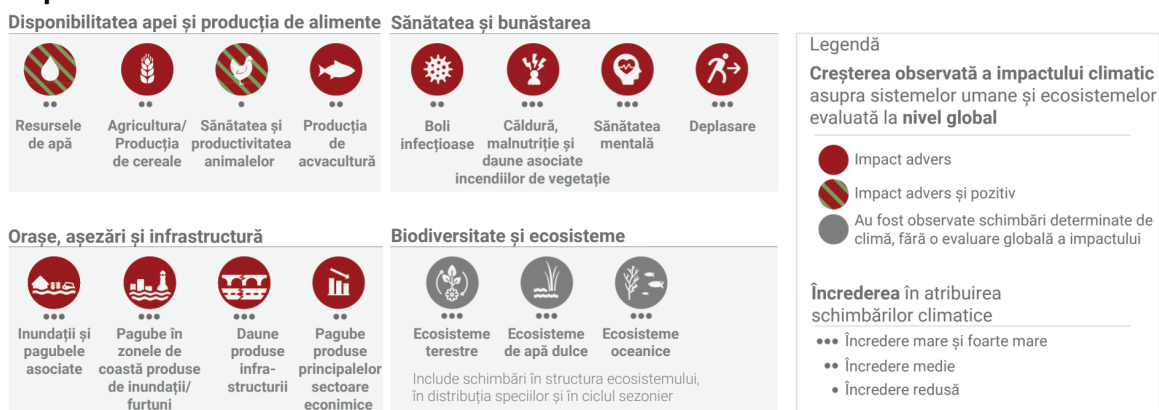 Disponibilitatea apei și producția de alimente
Resursele
de apă
Agricultura/
Producția
de cereale
Sănătatea și
productivitatea
animalelor
Producția
de
acvacultură
Sănătatea și bunăstarea
Boli
infecțioase
Căldură,
malnutriție și
daune asociate
incendiilor de vegetație
Sănătatea
mentală
Deplasare
Orașe, așezări și infrastructură
Inundații și
pagubele
asociate
Pagube în
zonele de
coastă produse
de inundații/
furtuni
Daune
produse
infra-
structurii
Pagube
produse
principalelor
sectoare
econimice
Biodiversitate și ecosisteme
Ecosisteme
terestre
Ecosisteme
de apă dulce
Ecosisteme
oceanice
Include schimbări în structura ecosistemului,
în distribuția speciilor și în ciclul sezonier
Legendă
Creșterea observată a impactului climatic
asupra sistemelor umane și ecosistemelor
evaluată la nivel global
Impact advers
Impact advers și pozitiv
Au fost observate schimbări determinate de
climă, fără o evaluare globală a impactului
Încrederea în atribuirea
schimbărilor climatice
••• Încredere mare și foarte mare
•• Încredere medie
• Încredere redusă